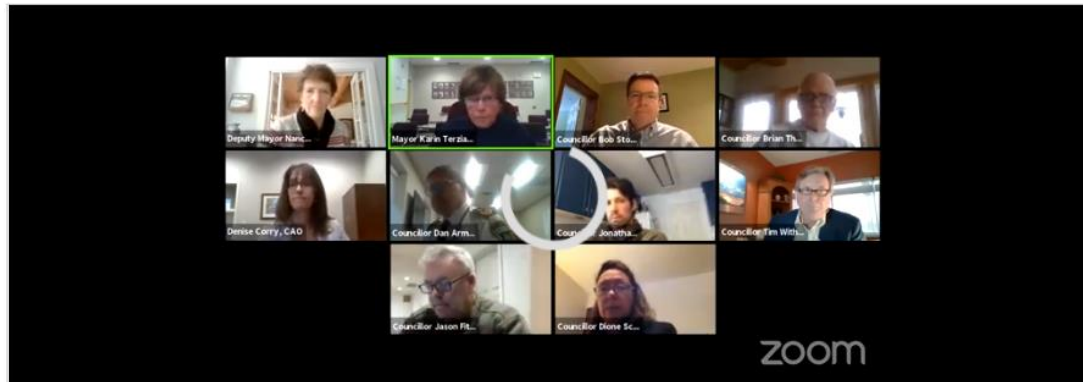 Deputy Mayor Nanc...
Mayor Karin Terzia...
Councillor Bob Sto...
Councillor Brian Th...
Denise Corry, CAO
Councillor Dan Arm...
Jonatha...
Councillor Tim With...
Councillor Jason Fit...
Councillor Dione Sc...
zoom